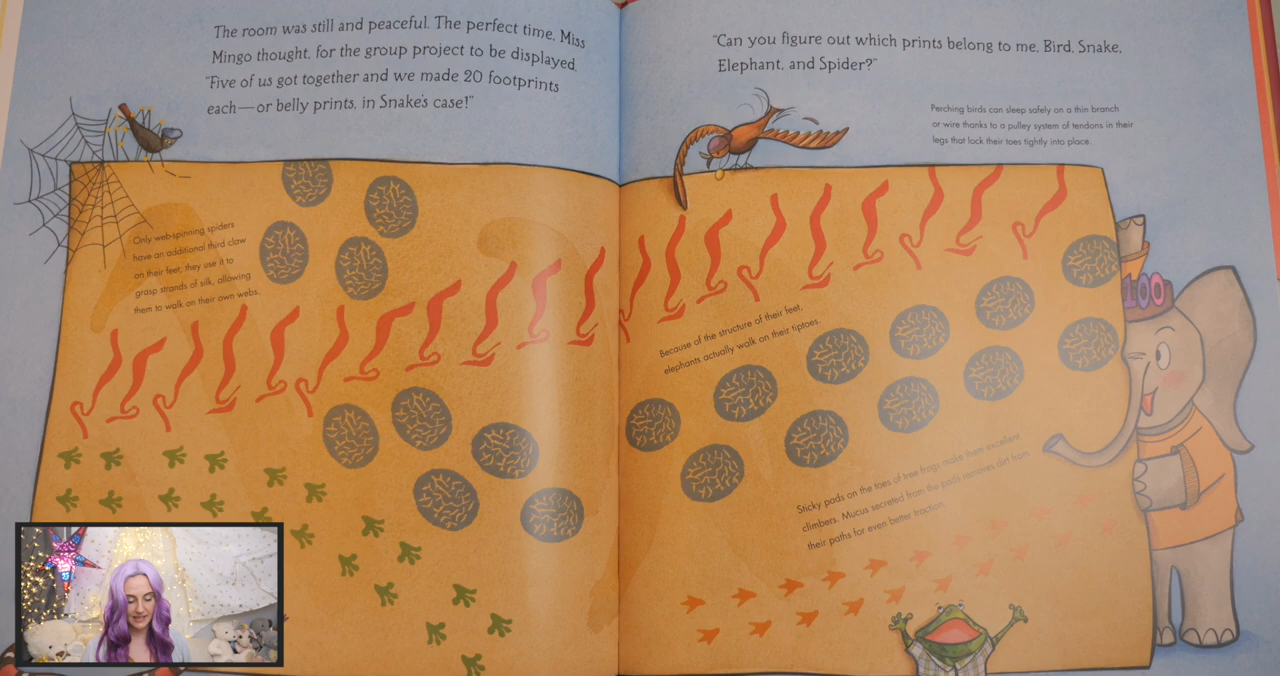 The room was still and peaceful. The perfect time, Miss
Mingo thought, for the group project to be displayed.
"Five of us got together and we made 20 footprints
each—or belly prints, in Snake's case!"
"Can you figure out which prints belong to me, Bird, Snake,
Elephant, and Spider?"
Perching birds can sleep safely on a thin branch
or wire thanks to a pulley system of tendons in their
legs that lock their toes tightly into place.
Only web-spinning spiders
have an additional third claw
on their feet; they use it to
grasp strands of silk, allowing
them to walk on their own webs.
100
Because of the structure of their feet,
elephants actually walk on their tiptoes.
Sticky pads on the toes of tree frogs make them excellent
climbers. Mucus secreted from the pads removes dirt from
their paths for even better traction.